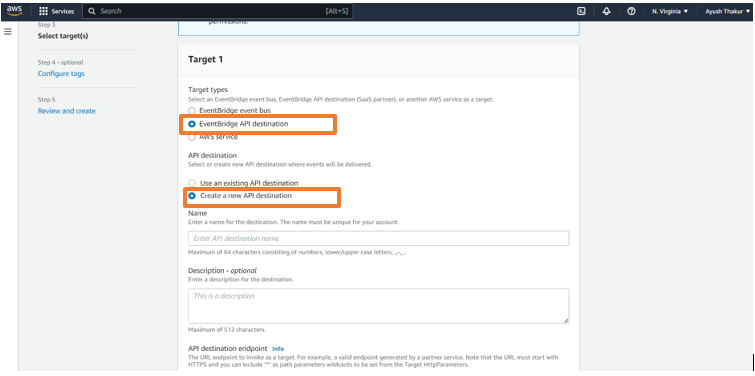 aws Services Search [Alt+S] N. Virginia Ayush Thakur
Step 3
Select target(s)
Step 4 - optional
Configure tags
Step 5
Review and create
permissions.
Target 1
Target types
Select an EventBridge event bus, EventBridge API destination (SaaS partner), or another AWS service as a target.
EventBridge event bus
EventBridge API destination
AWS service
API destination
Select or create new API destination where events will be delivered.
Use an existing API destination
Create a new API destination
Name
Enter a name for the destination. The name must be unique for your account.
Enter API destination name
Maximum of 64 characters consisting of numbers, lower/upper case letters, .,-,_.
Description - optional
Enter a description for the destination.
This is a description
Maximum of 512 characters.
API destination endpoint Info
The URL endpoint to invoke as a target. For example, a valid endpoint generated by a partner service. Note that the URL must start with
HTTPS and you can include "*" as path parameters wildcards to be set from the Target HttpParameters.